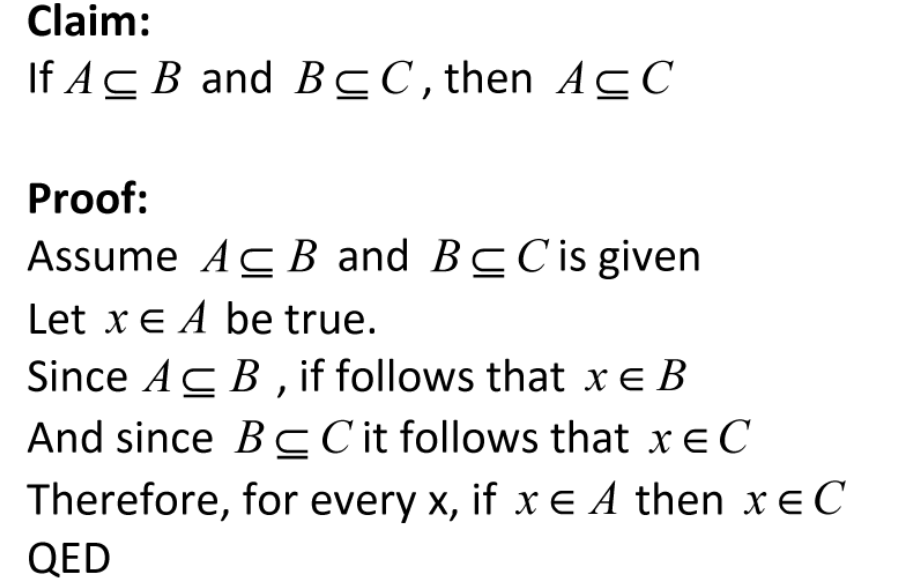 Claim:
If A ⊆ B and B ⊆ C, then A ⊆ C
Proof:
Assume A ⊆ B and B ⊆ C is given
Let x ∈ A be true.
Since A ⊆ B , if follows that x ∈ B
And since B ⊆ C it follows that x ∈ C
Therefore, for every x, if x ∈ A then x ∈ C
QED